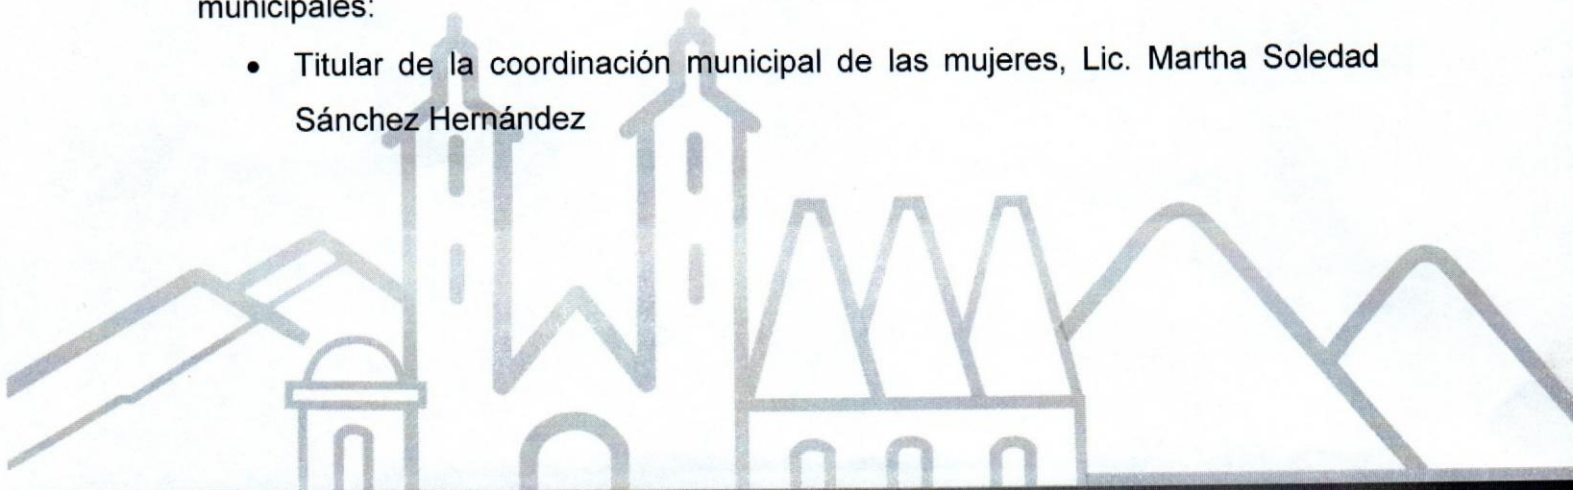 municipales:
• Titular de la coordinación municipal de las mujeres, Lic. Martha Soledad
Sánchez Hernández